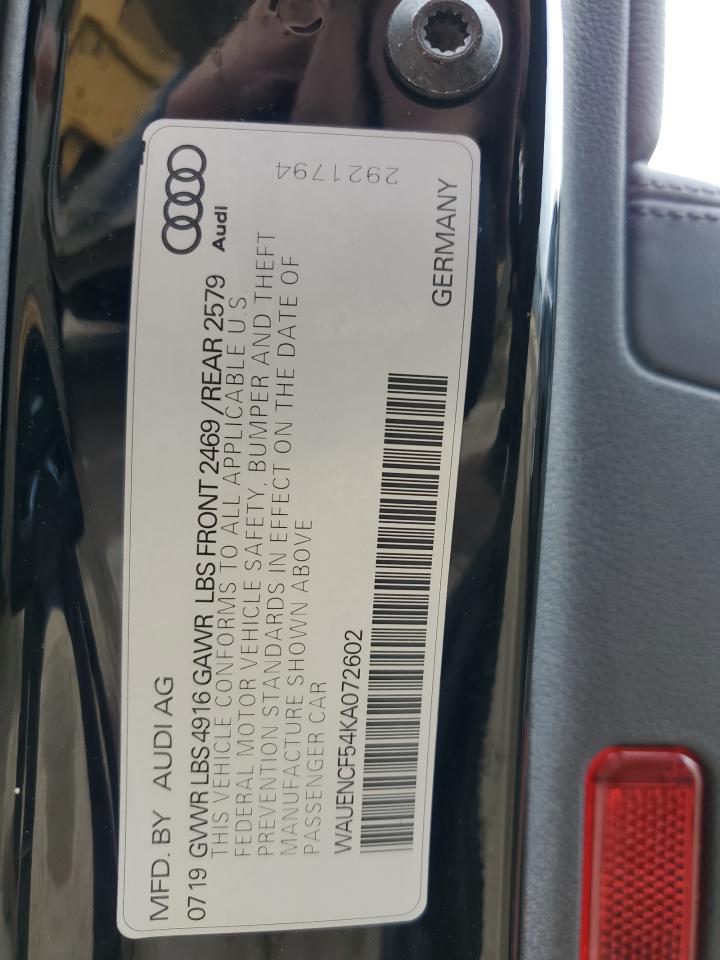 2921794
Audi
MFD. BY AUDI AG
0719 GVWR LBS 4916 GAWR LBS FRONT 2469 /REAR 2579
THIS VEHICLE CONFORMS TO ALL APPLICABLE U.S.
FEDERAL MOTOR VEHICLE SAFETY, BUMPER AND THEFT
PREVENTION STANDARDS IN EFFECT ON THE DATE OF
MANUFACTURE SHOWN ABOVE
PASSENGER CAR
WAUENCF54KA072602
GERMANY